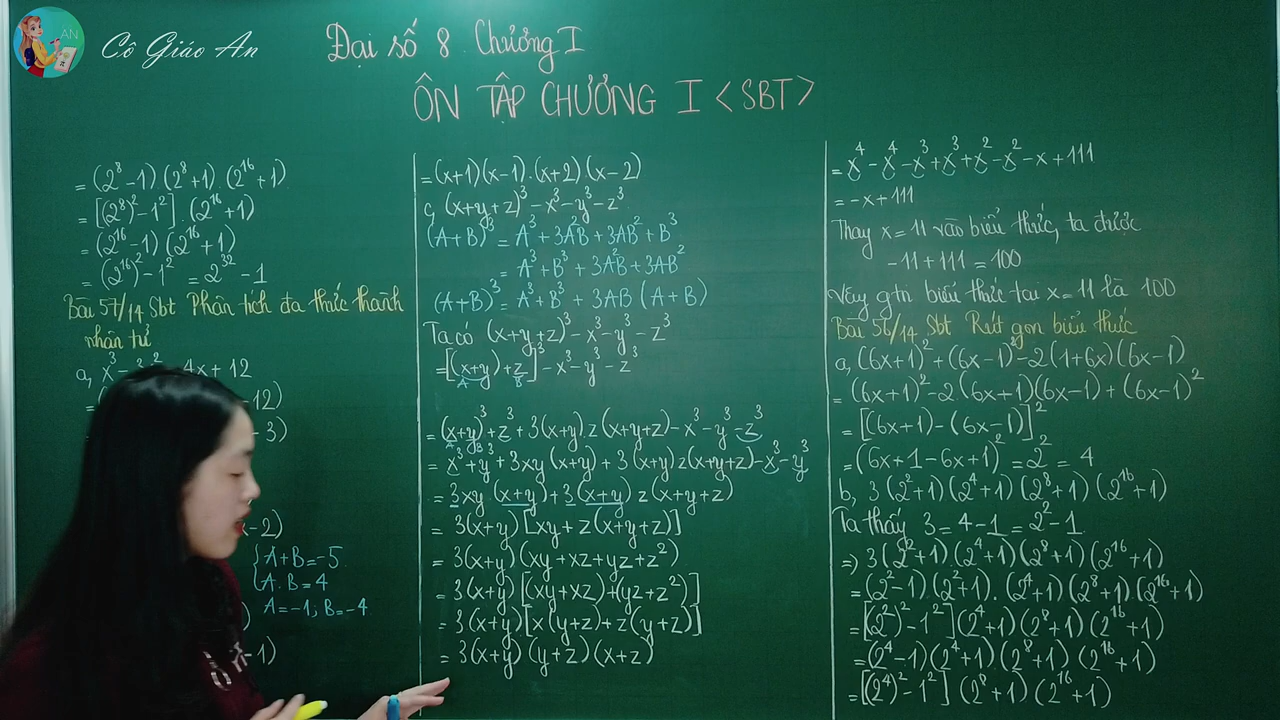 AN
Cô Giáo An
Đại số 8 Chương I
ÔN TẬP CHƯƠNG I <SBT>
= (2⁸-1).(2⁸+1).(2¹⁶+1)
= [(2⁸)²-1²].(2¹⁶+1)
= (2¹⁶-1)(2¹⁶+1)
= (2¹⁶)²-1² = 2³²-1
Bài 57/14 Sbt Phân tích đa thức thành
nhân tử
a, x³ 4x+12
-12)
3)
-2)
{A+B=-5
A.B=4
A=-1; B=-4
)
-1)
= (x+1)(x-1).(x+2)(x-2)
c, (x+y+z)³-x³-y³-z³
(A+B)³ = A³+3A²B+3AB²+B³
= A³+B³+3A²B+3AB²
(A+B)³ = A³+B³+3AB(A+B)
Ta có (x+y+z)³-x³-y³-z³
= [(x+y)+z]³-x³-y³-z³
A B
= (x+y)³+z³+3(x+y).z(x+y+z)-x³-y³-z³
A B
= x³+y³+3xy(x+y)+3(x+y)z(x+y+z)-x³-y³
= 3xy(x+y)+3(x+y)z(x+y+z)
= 3(x+y)[xy+z(x+y+z)]
= 3(x+y)(xy+xz+yz+z²)
= 3(x+y)[(xy+xz)+(yz+z²)]
= 3(x+y)[x(y+z)+z(y+z)]
= 3(x+y)(y+z)(x+z)
= x⁴-x⁴-x³+x³+x²-x²-x+111
= -x+111
Thay x=11 vào biểu thức, ta được
-11+111=100
Vậy gtrị biểu thức tại x=11 là 100
Bài 56/14 Sbt Rút gọn biểu thức
a, (6x+1)²+(6x-1)²-2(1+6x)(6x-1)
= (6x+1)²-2(6x+1)(6x-1)+(6x-1)²
= [(6x+1)-(6x-1)]²
= (6x+1-6x+1)²=2²=4
b, 3(2²+1)(2⁴+1)(2⁸+1)(2¹⁶+1)
Ta thấy 3=4-1=2²-1
=> 3(2²+1).(2⁴+1)(2⁸+1)(2¹⁶+1)
= (2²-1).(2²+1).(2⁴+1)(2⁸+1)(2¹⁶+1)
= [(2²)²-1²](2⁴+1)(2⁸+1)(2¹⁶+1)
= (2⁴-1)(2⁴+1)(2⁸+1)(2¹⁶+1)
= [(2⁴)²-1²](2⁸+1)(2¹⁶+1)